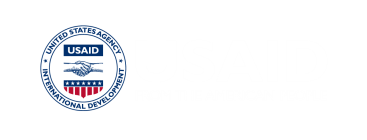 UNITED STATES AGENCY
USAID
INTERNATIONAL DEVELOPMENT